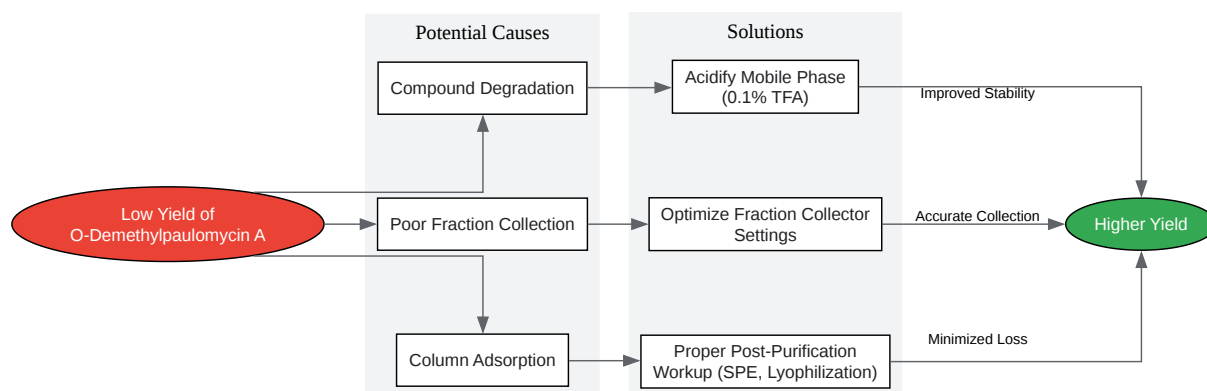 Potential Causes
Solutions
Compound Degradation
Acidify Mobile Phase
(0.1% TFA)
Improved Stability
Low Yield of
O-Demethylpaulomycin A
Poor Fraction Collection
Optimize Fraction Collector
Settings
Accurate Collection
Higher Yield
Column Adsorption
Proper Post-Purification
Workup (SPE, Lyophilization)
Minimized Loss